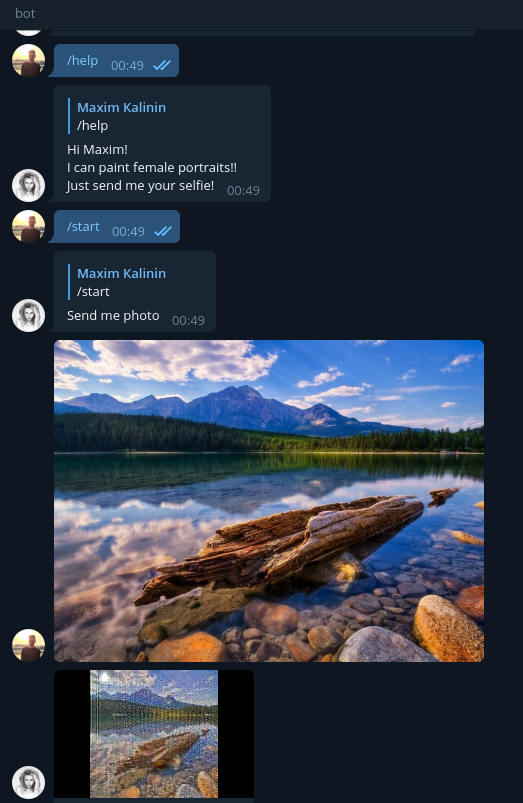 bot
/help 00:49
Maxim Kalinin
/help
Hi Maxim!
I can paint female portraits!!
Just send me your selfie! 00:49
/start 00:49
Maxim Kalinin
/start
Send me photo 00:49